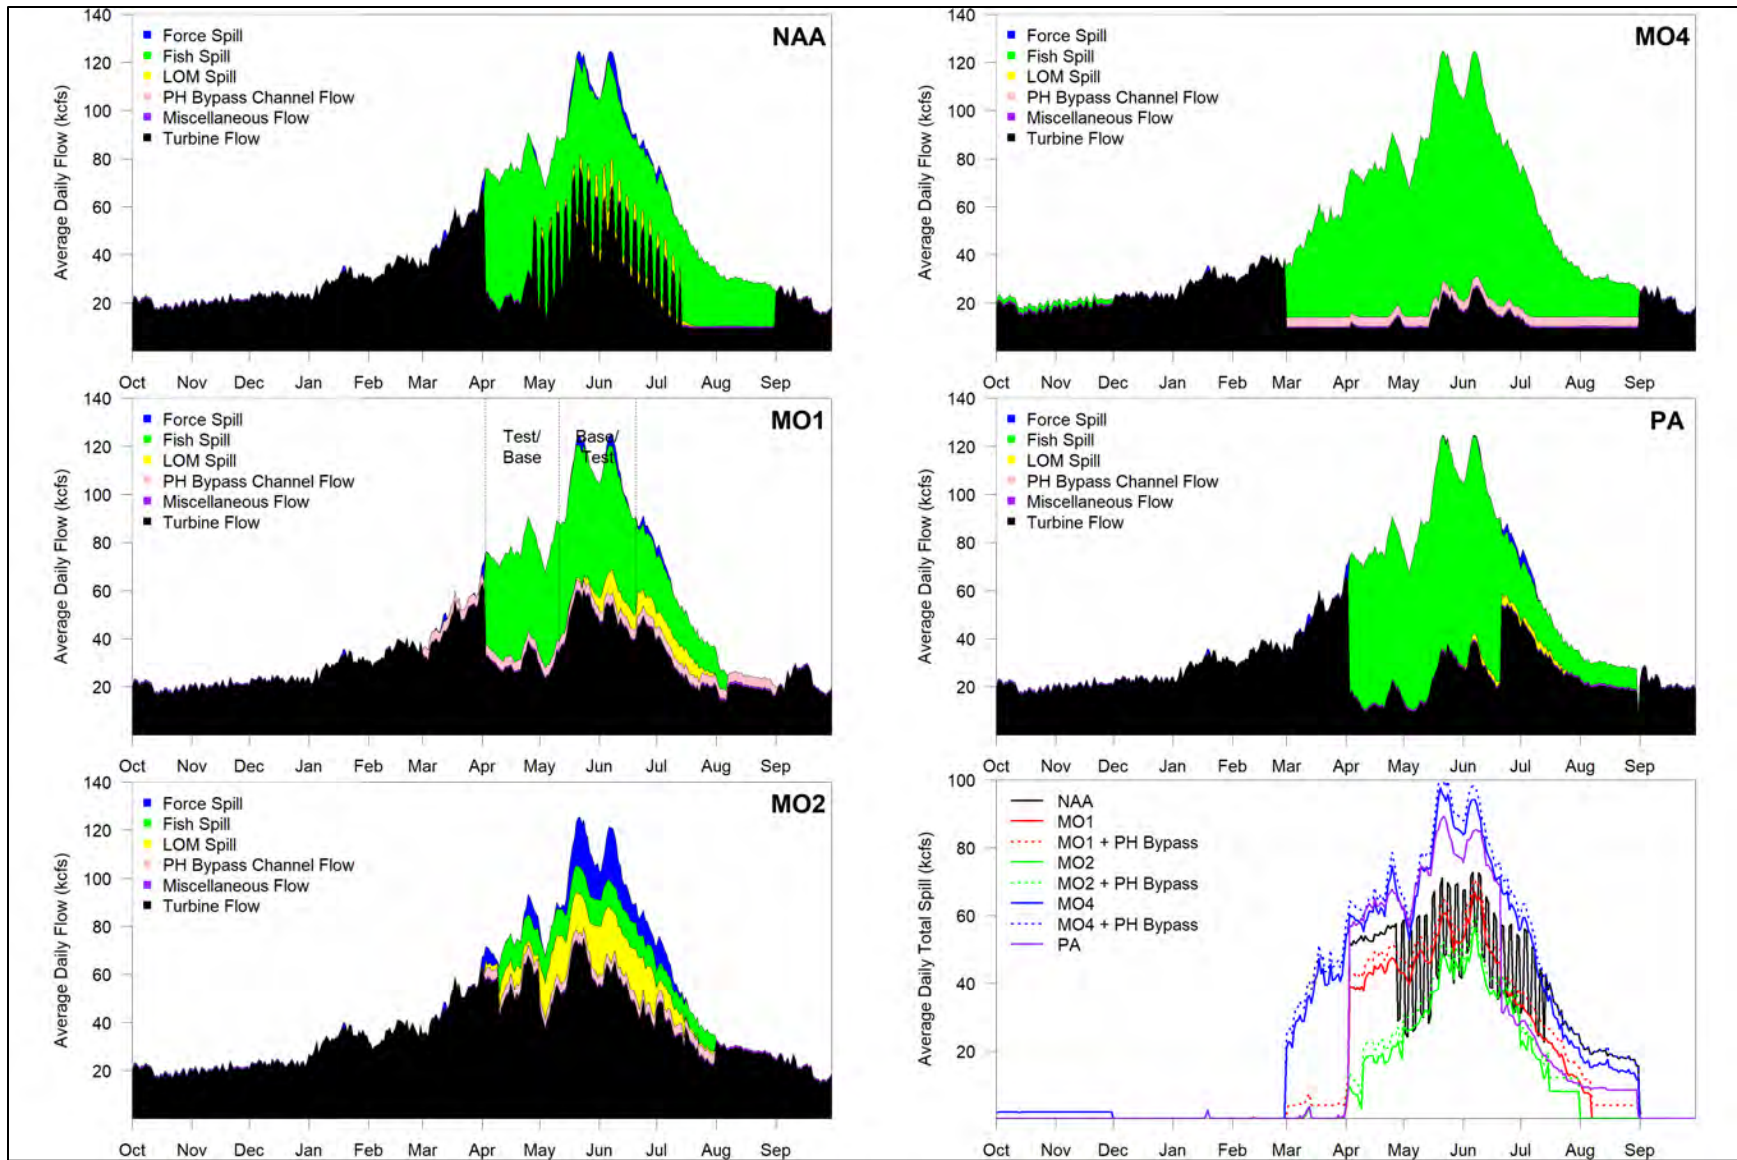 NAA
Average Daily Flow (kcfs)
140
120
100
80
60
40
20
Force Spill
Fish Spill
LOM Spill
PH Bypass Channel Flow
Miscellaneous Flow
Turbine Flow
Oct Nov Dec Jan Feb Mar Apr May Jun Jul Aug Sep
MO4
Average Daily Flow (kcfs)
140
120
100
80
60
40
20
Force Spill
Fish Spill
LOM Spill
PH Bypass Channel Flow
Miscellaneous Flow
Turbine Flow
Oct Nov Dec Jan Feb Mar Apr May Jun Jul Aug Sep
MO1
Average Daily Flow (kcfs)
140
120
100
80
60
40
20
Force Spill
Fish Spill
LOM Spill
PH Bypass Channel Flow
Miscellaneous Flow
Turbine Flow
Test/
Base
Base/
Test
Oct Nov Dec Jan Feb Mar Apr May Jun Jul Aug Sep
PA
Average Daily Flow (kcfs)
140
120
100
80
60
40
20
Force Spill
Fish Spill
LOM Spill
PH Bypass Channel Flow
Miscellaneous Flow
Turbine Flow
Oct Nov Dec Jan Feb Mar Apr May Jun Jul Aug Sep
MO2
Average Daily Flow (kcfs)
140
120
100
80
60
40
20
Force Spill
Fish Spill
LOM Spill
PH Bypass Channel Flow
Miscellaneous Flow
Turbine Flow
Oct Nov Dec Jan Feb Mar Apr May Jun Jul Aug Sep
Average Daily Total Spill (kcfs)
100
80
60
40
20
NAA
MO1
MO1 + PH Bypass
MO2
MO2 + PH Bypass
MO4
MO4 + PH Bypass
PA
Oct Nov Dec Jan Feb Mar Apr May Jun Jul Aug Sep